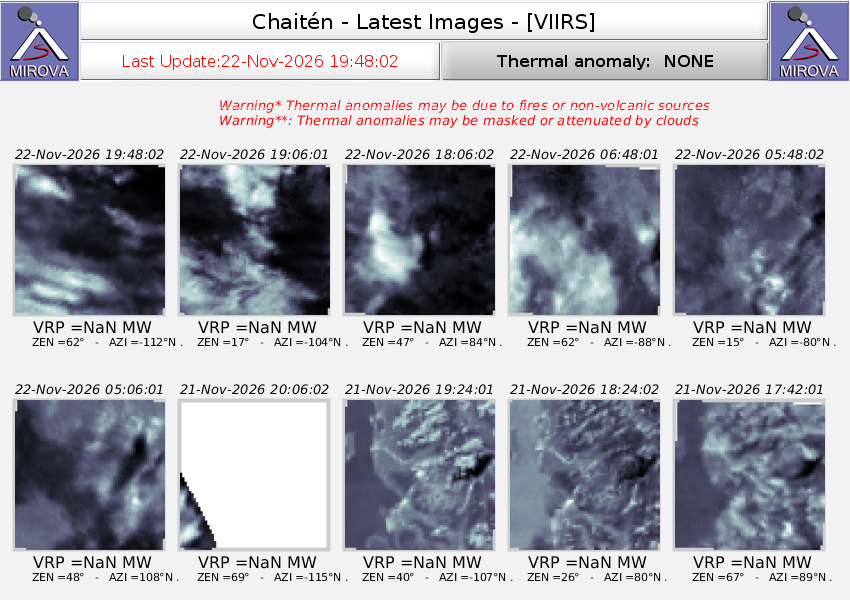 Chaitén - Latest Images - [VIIRS]
MIROVA
Last Update:22-Nov-2026 19:48:02
Thermal anomaly: NONE
MIROVA
Warning* Thermal anomalies may be due to fires or non-volcanic sources
Warning**: Thermal anomalies may be masked or attenuated by clouds
22-Nov-2026 19:48:02 22-Nov-2026 19:06:01 22-Nov-2026 18:06:02 22-Nov-2026 06:48:01 22-Nov-2026 05:48:02
VRP =NaN MW VRP =NaN MW VRP =NaN MW VRP =NaN MW VRP =NaN MW
ZEN =62° - AZI =-112°N . ZEN =17° - AZI =-104°N . ZEN =47° - AZI =84°N . ZEN =62° - AZI =-88°N . ZEN =15° - AZI =-80°N .
22-Nov-2026 05:06:01 21-Nov-2026 20:06:02 21-Nov-2026 19:24:01 21-Nov-2026 18:24:02 21-Nov-2026 17:42:01
VRP =NaN MW VRP =NaN MW VRP =NaN MW VRP =NaN MW VRP =NaN MW
ZEN =48° - AZI =108°N . ZEN =69° - AZI =-115°N . ZEN =40° - AZI =-107°N . ZEN =26° - AZI =80°N . ZEN =67° - AZI =89°N .